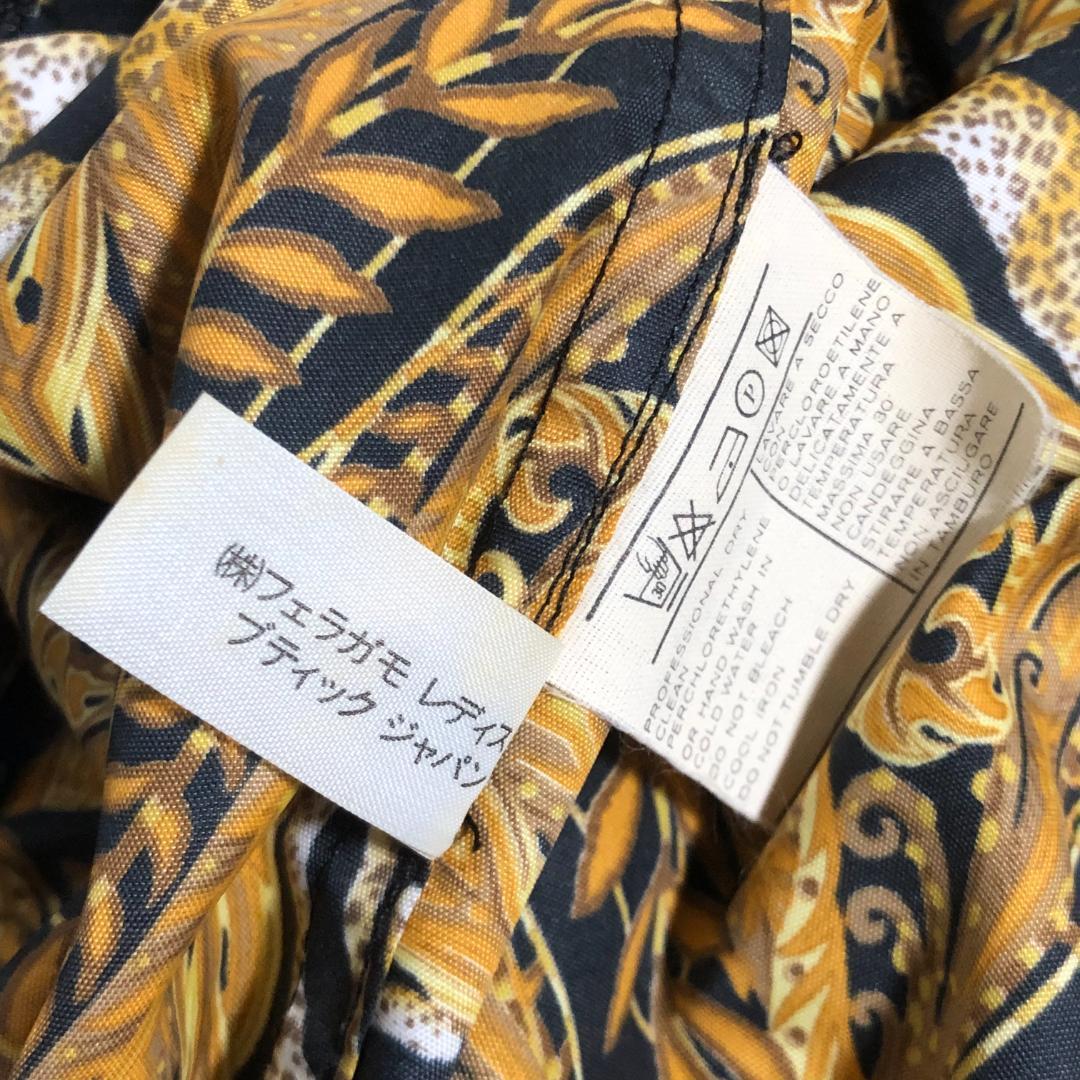 ㈱フェラガモ レディス
ブティック ジャパン
P
30
LAVARE A SECCO
CON
PERCLOROETILENE
O LAVARE A MANO
DELICATAMENTE A
TEMPERATURA
MASSIMA 30°
NON USARE
CANDEGGINA
STIRARE A BASSA
TEMPERATURA
NON ASCIUGARE
IN TAMBURO
PROFESSIONAL DRY
CLEAN
PERCHLORETHYLENE
OR HAND WASH IN
COLD WATER
DO NOT BLEACH
COOL IRON
DO NOT TUMBLE DRY